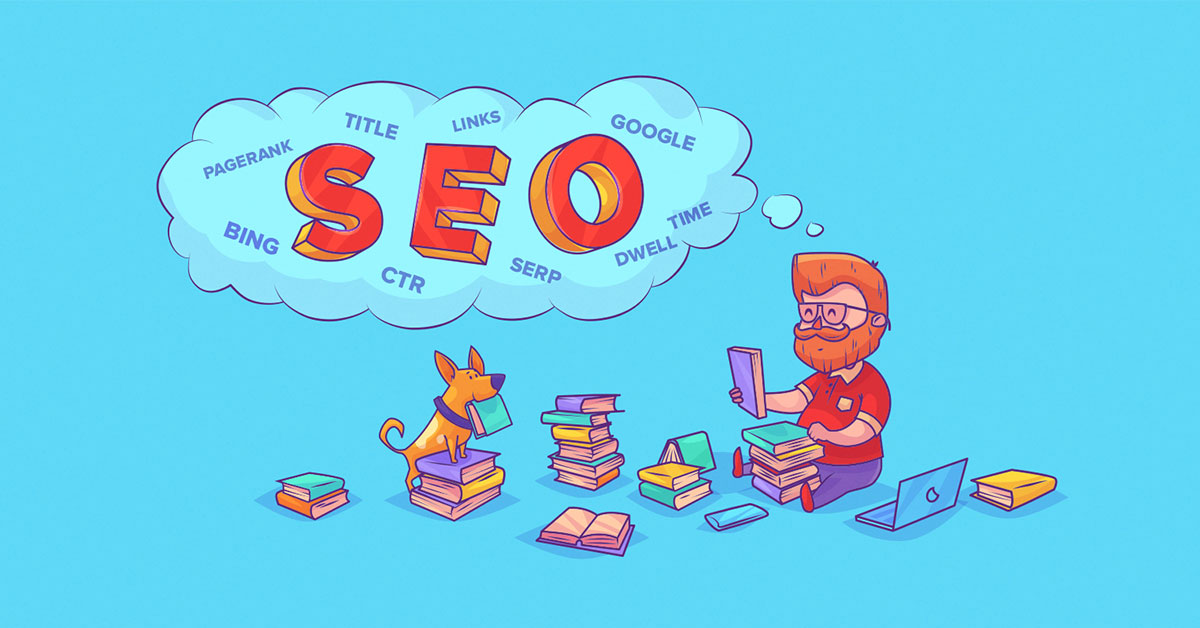 TITLE
LINKS
GOOGLE
PAGERANK
SEO
BING
CTR
SERP
DWELL TIME